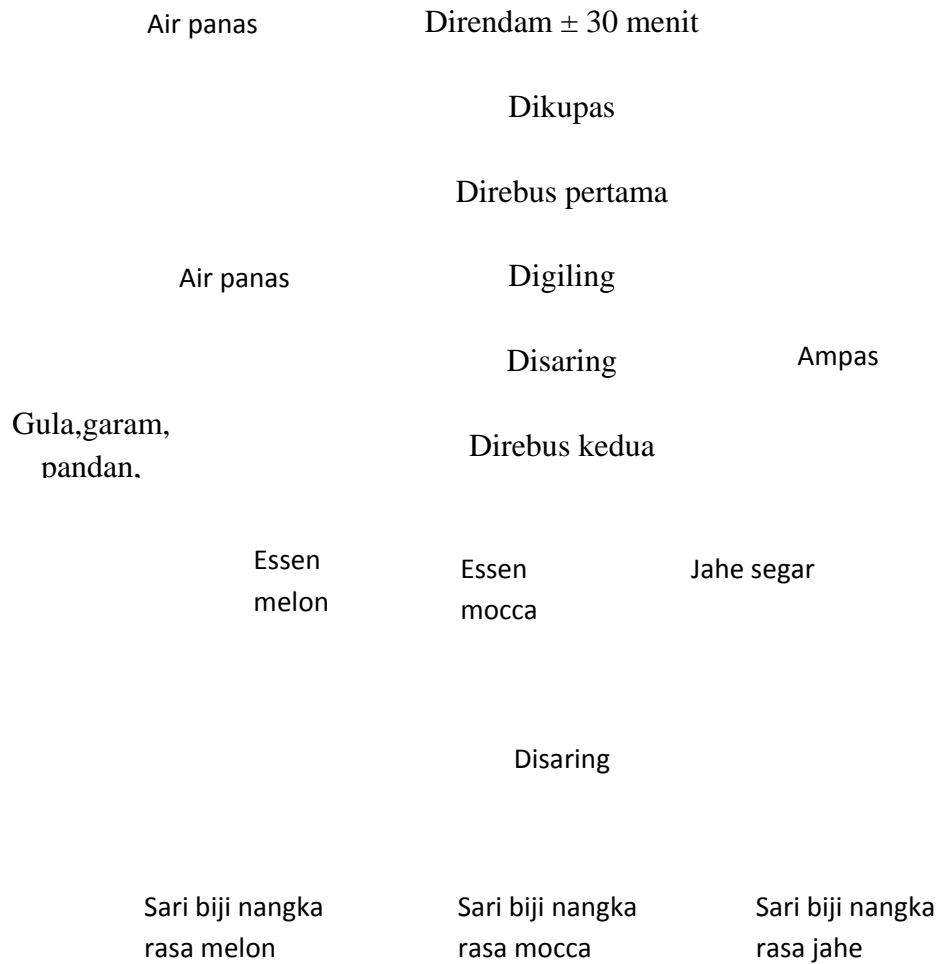 Air panas Direndam ± 30 menit
Dikupas
Direbus pertama
Air panas Digiling
Disaring Ampas
Gula,garam,
pandan,
Direbus kedua
Essen
melon
Essen
mocca
Jahe segar
Disaring
Sari biji nangka
rasa melon
Sari biji nangka
rasa mocca
Sari biji nangka
rasa jahe